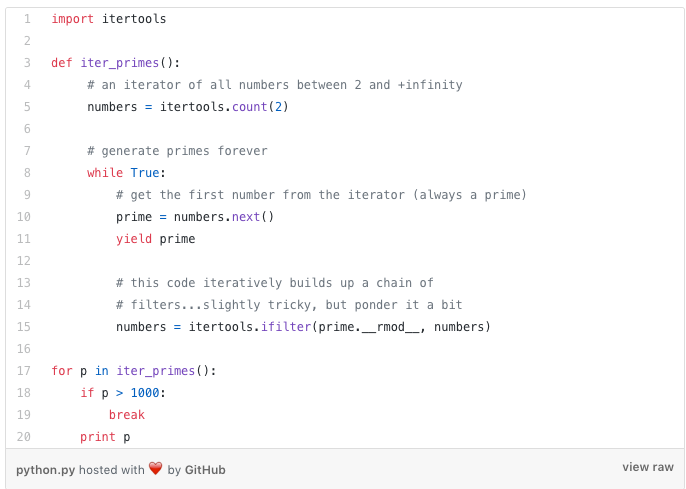 1 import itertools
2
3 def iter_primes():
4     # an iterator of all numbers between 2 and +infinity
5     numbers = itertools.count(2)
6
7     # generate primes forever
8     while True:
9         # get the first number from the iterator (always a prime)
10         prime = numbers.next()
11         yield prime
12
13         # this code iteratively builds up a chain of
14         # filters...slightly tricky, but ponder it a bit
15         numbers = itertools.ifilter(prime.__rmod__, numbers)
16
17 for p in iter_primes():
18     if p > 1000:
19         break
20     print p
python.py hosted with ❤ by GitHub view raw